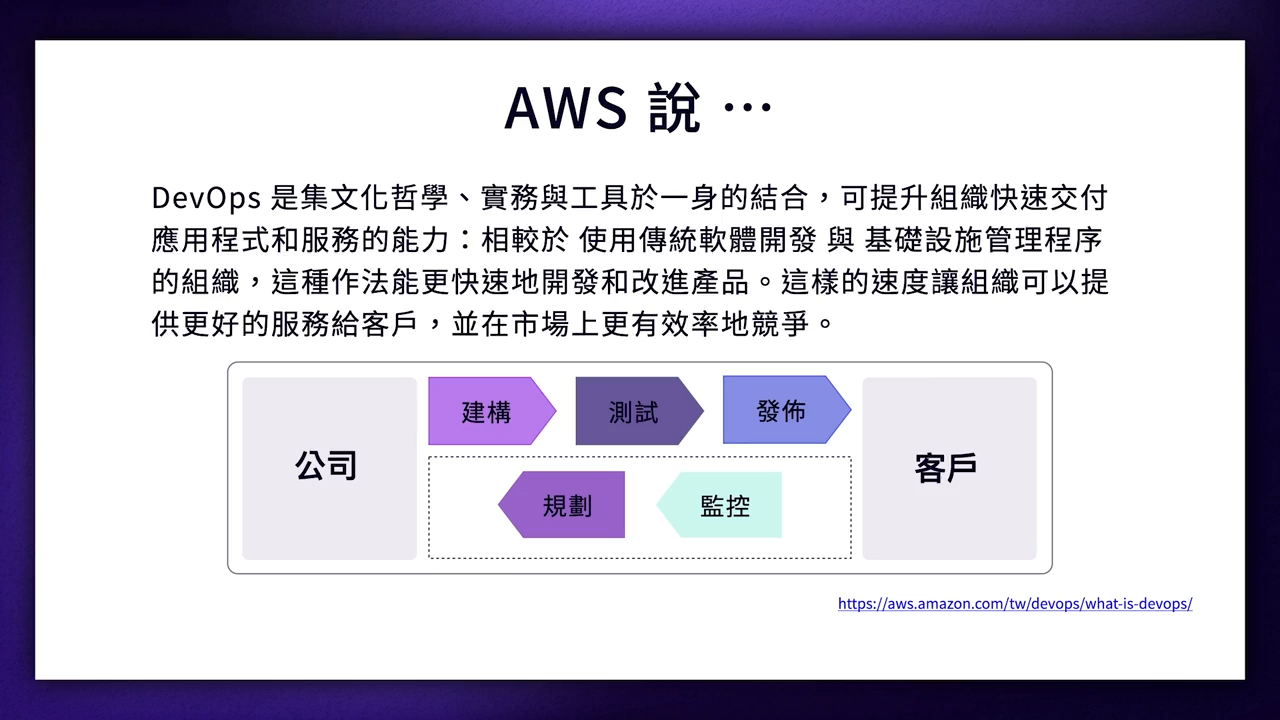 AWS 說 …
DevOps 是集文化哲學、實務與工具於一身的結合，可提升組織快速交付
應用程式和服務的能力：相較於 使用傳統軟體開發 與 基礎設施管理程序
的組織，這種作法能更快速地開發和改進產品。這樣的速度讓組織可以提
供更好的服務給客戶，並在市場上更有效率地競爭。
公司
建構
測試
發佈
規劃
監控
客戶
https://aws.amazon.com/tw/devops/what-is-devops/